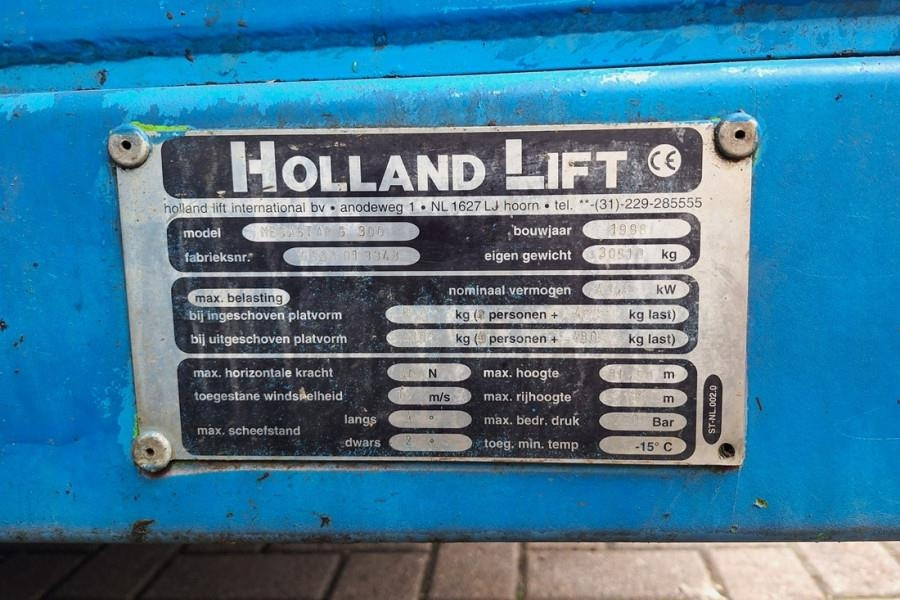 HOLLAND LIFT CE
holland lift international bv • anodeweg 1 • NL 1627 LJ hoorn • tel. **-(31)-229-285555
model bouwjaar 1998
fabrieksnr. eigen gewicht kg
nominaal vermogen kW
max. belasting
bij ingeschoven platvorm kg ( personen + kg last)
bij uitgeschoven platvorm kg ( personen + kg last)
max. horizontale kracht N max. hoogte m
toegestane windsnelheid m/s max. rijhoogte m
max. scheefstand langs ° max. bedr. druk Bar
dwars ° toeg. min. temp -15° C
ST-NL.002.0